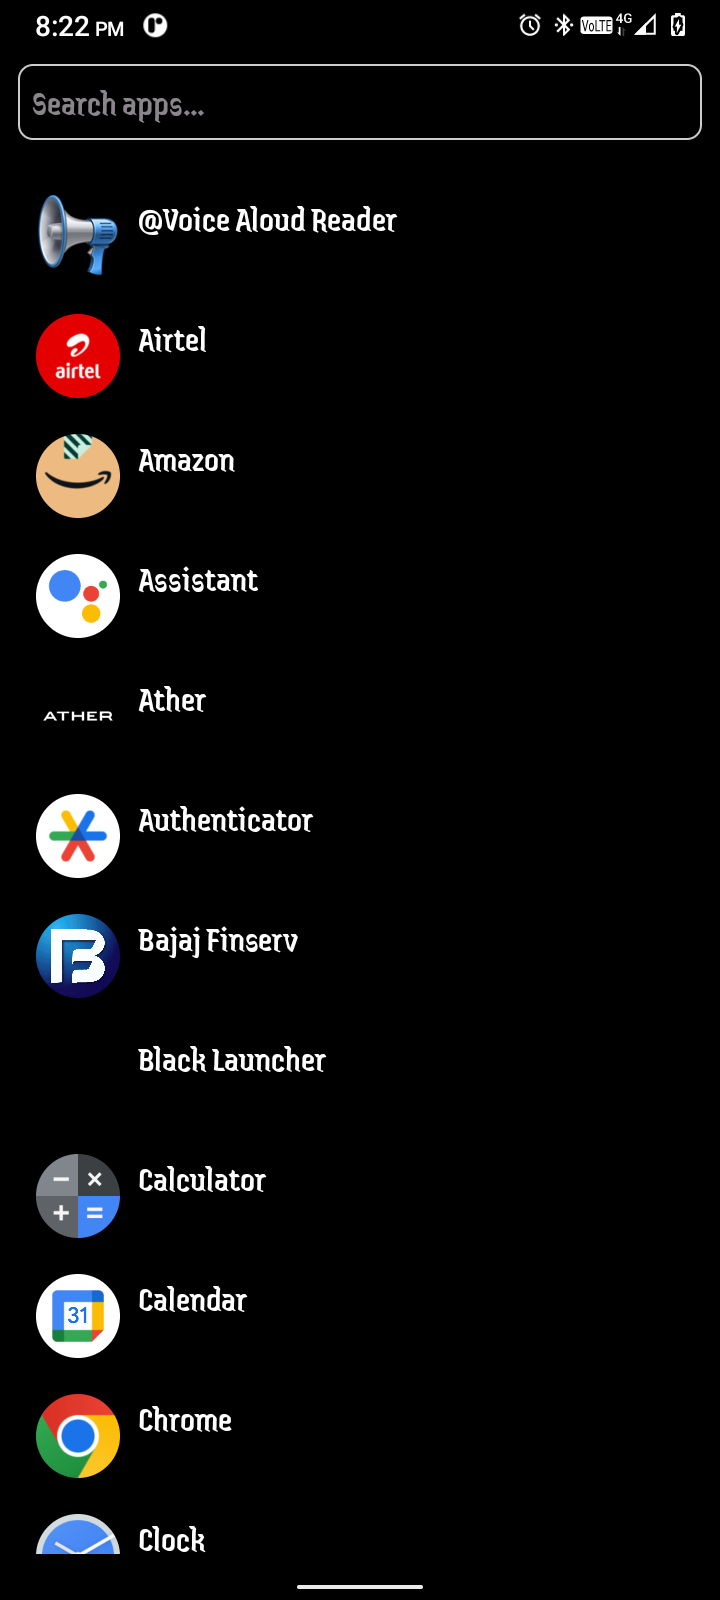 8:22 PM
VoLTE 4G
Search apps...
@Voice Aloud Reader
airtel
Airtel
Amazon
Assistant
ATHER
Ather
Authenticator
B
Bajaj Finserv
Black Launcher
− ×
+ =
Calculator
31
Calendar
Chrome
Clock